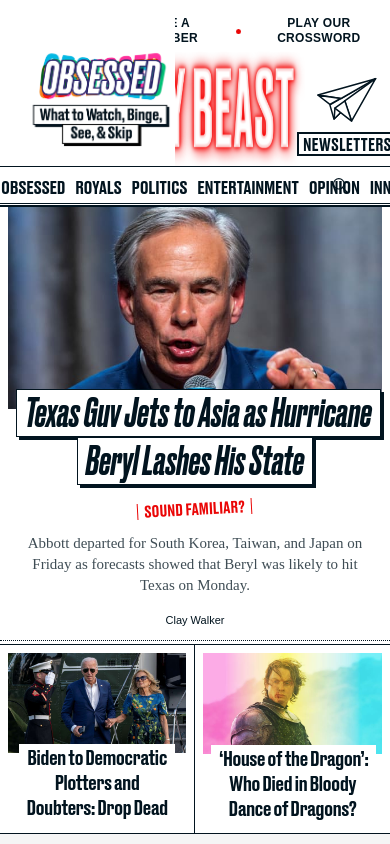 E A
BER
PLAY OUR
CROSSWORD
OBSESSED
What to Watch, Binge,
See, & Skip
Y BEAST
NEWSLETTERS
OBSESSED ROYALS POLITICS ENTERTAINMENT OPINION INN
Texas Guv Jets to Asia as Hurricane
Beryl Lashes His State
SOUND FAMILIAR?
Abbott departed for South Korea, Taiwan, and Japan on
Friday as forecasts showed that Beryl was likely to hit
Texas on Monday.
Clay Walker
Biden to Democratic
Plotters and
Doubters: Drop Dead
‘House of the Dragon’:
Who Died in Bloody
Dance of Dragons?